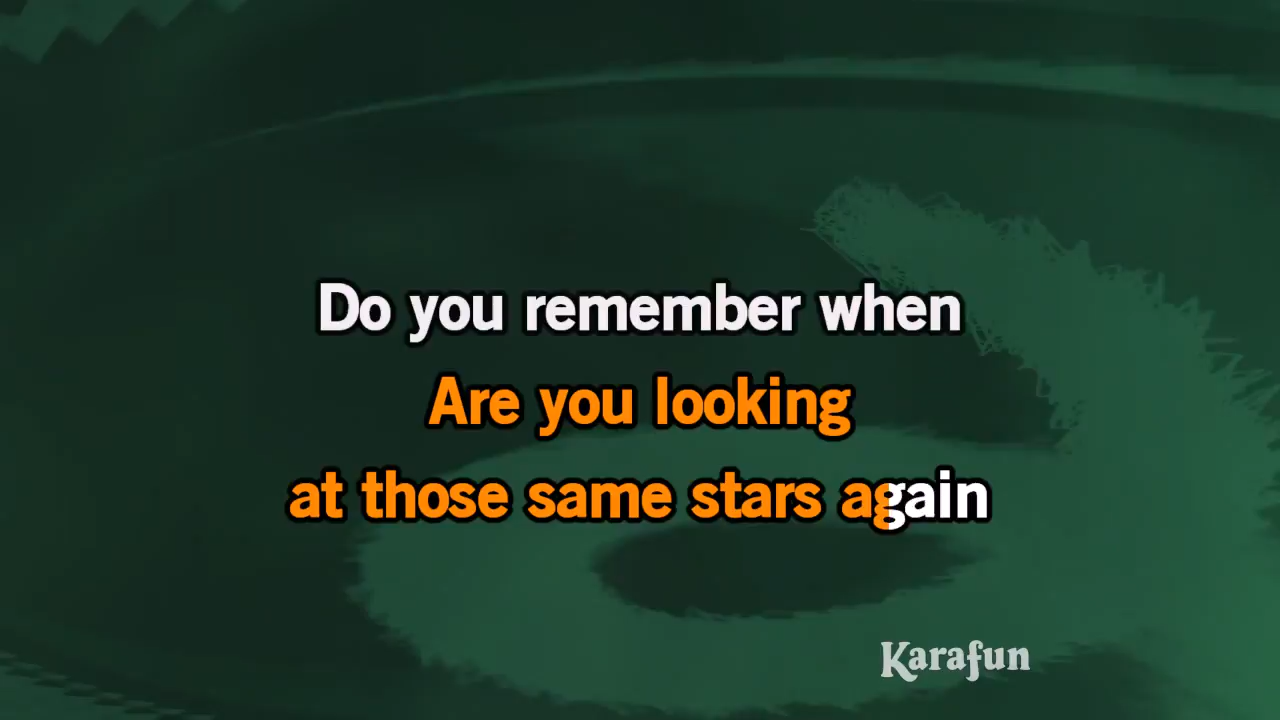 Do you remember when
Are you looking
at those same stars again
Karafun